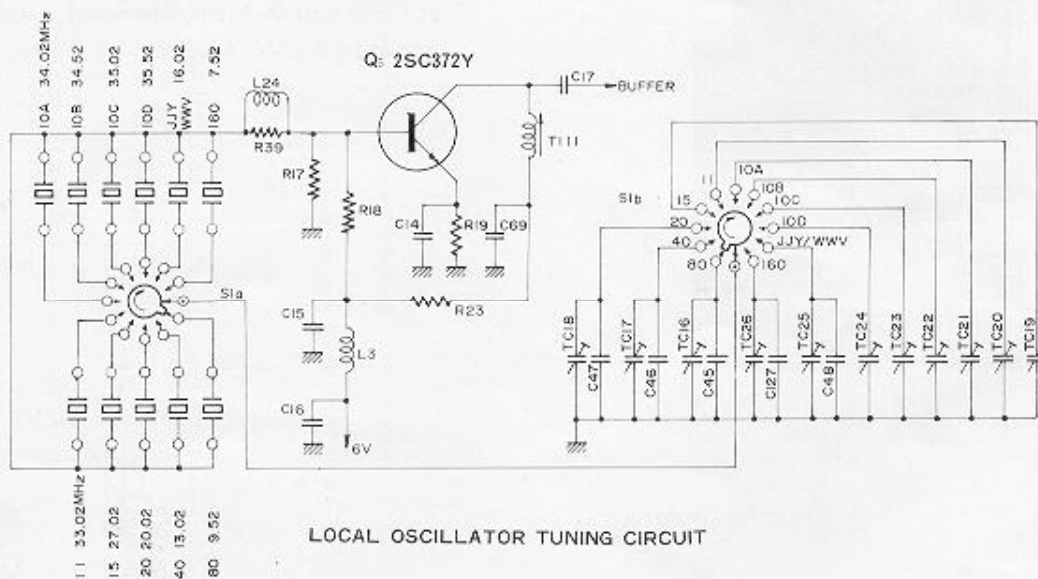 10A 34.02MHz
10B 34.52
10C 35.02
10D 35.52
JJY WWV 16.02
160 7.52
L24
R39
Q3 2SC372Y
C17
BUFFER
T111
R17
R18
C14
R19
C69
S1a
C15
R23
L3
C16
6V
S1b
15
11
10A
10B
10C
10D
20
40
JJY/WWV
80
160
TC18
C47
TC17
C46
TC16
C45
TC26
C127
TC25
C48
TC24
TC23
TC22
TC21
TC20
TC19
11 33.02MHz
15 27.02
20 20.02
40 13.02
80 9.52
LOCAL OSCILLATOR TUNING CIRCUIT